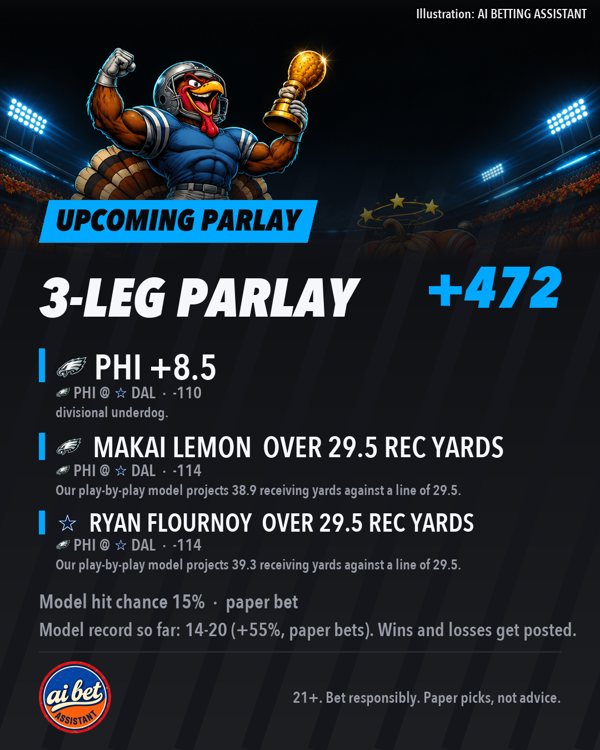 Illustration: AI BETTING ASSISTANT
UPCOMING PARLAY
3-LEG PARLAY +472
PHI +8.5
PHI @ DAL · -110
divisional underdog.
MAKAI LEMON OVER 29.5 REC YARDS
PHI @ DAL · -114
Our play-by-play model projects 38.9 receiving yards against a line of 29.5.
RYAN FLOURNOY OVER 29.5 REC YARDS
PHI @ DAL · -114
Our play-by-play model projects 39.3 receiving yards against a line of 29.5.
Model hit chance 15% · paper bet
Model record so far: 14-20 (+55%, paper bets). Wins and losses get posted.
ai bet
ASSISTANT
21+. Bet responsibly. Paper picks, not advice.